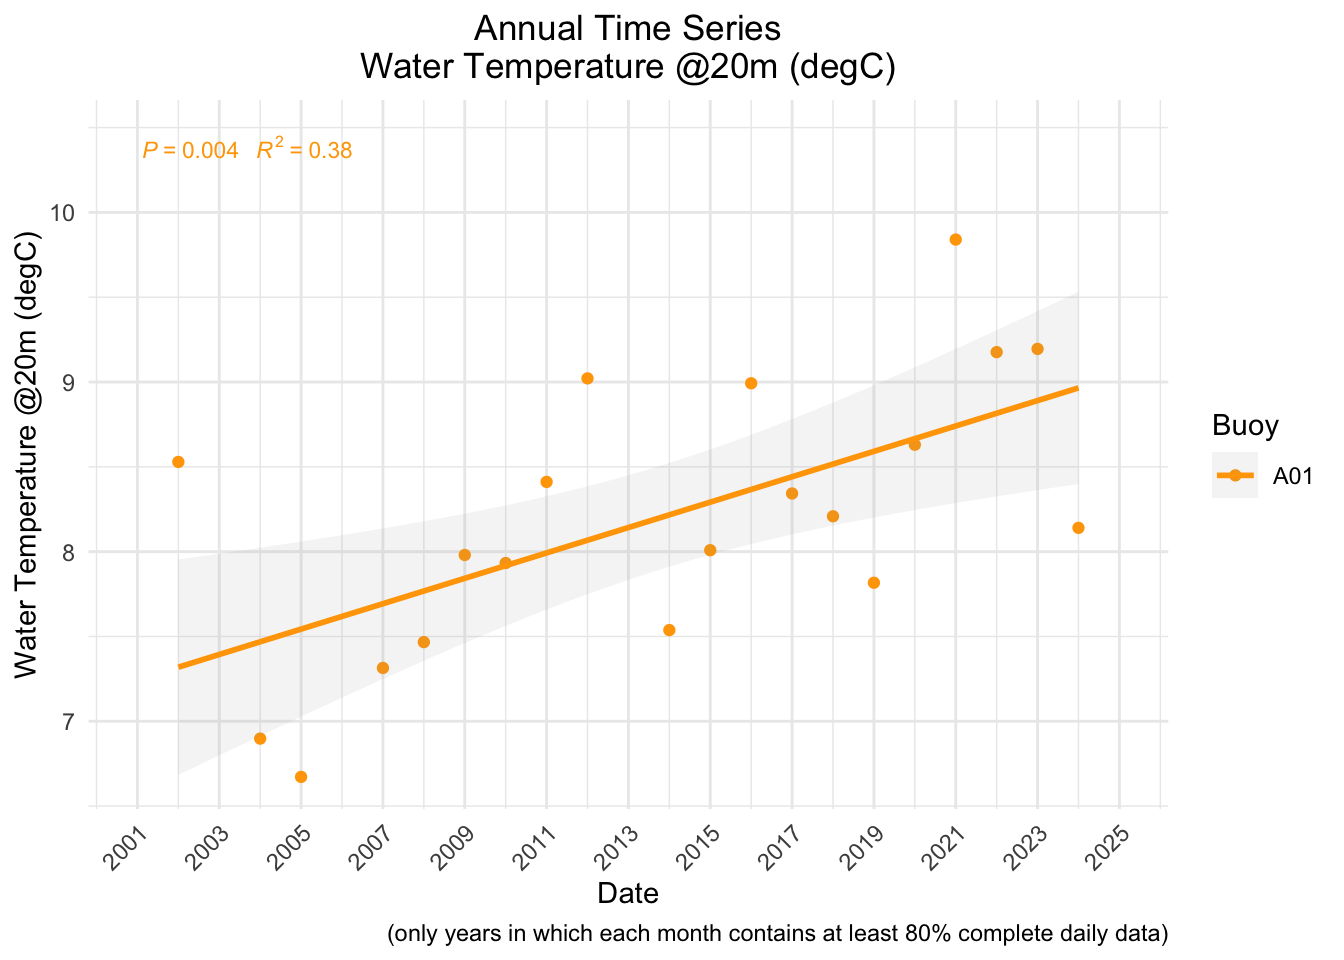 Annual Time Series
Water Temperature @20m (degC)
P = 0.004 R² = 0.38
Water Temperature @20m (degC)
10
9
8
7
2001 2003 2005 2007 2009 2011 2013 2015 2017 2019 2021 2023 2025
Date
Buoy
A01
(only years in which each month contains at least 80% complete daily data)